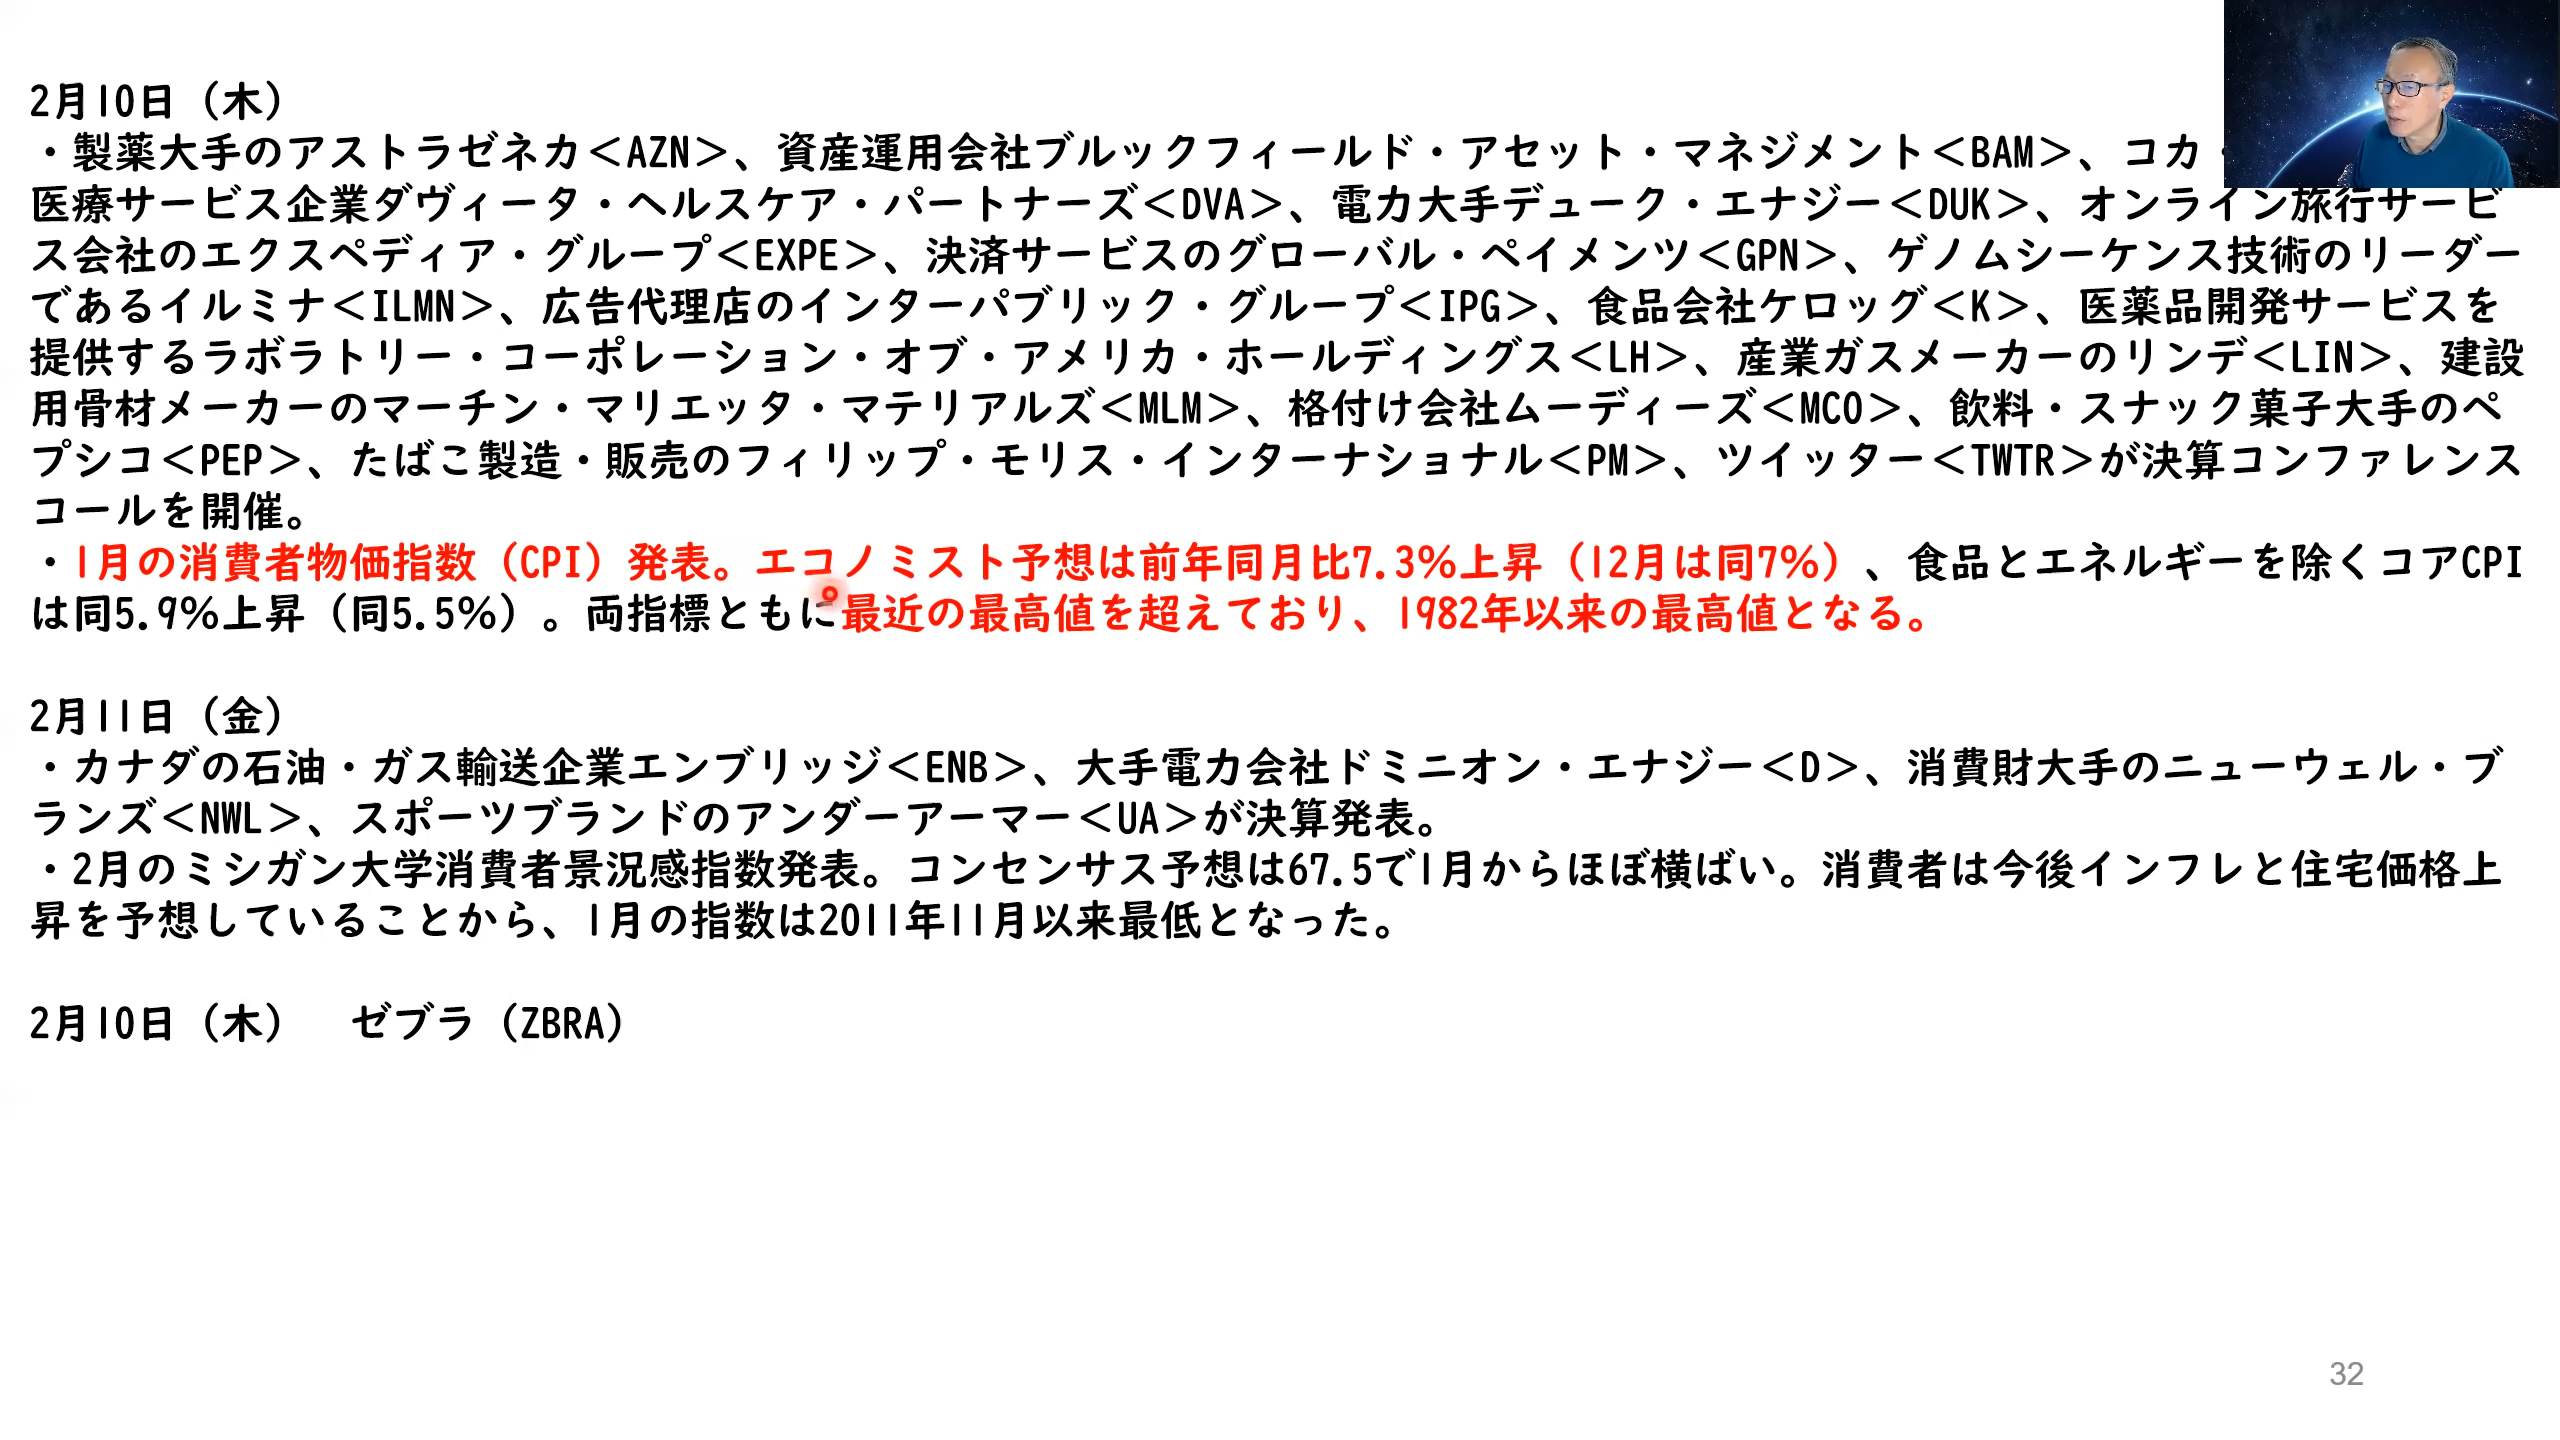 2月10日（木）
・製薬大手のアストラゼネカ＜AZN＞、資産運用会社ブルックフィールド・アセット・マネジメント＜BAM＞、コカ・
医療サービス企業ダヴィータ・ヘルスケア・パートナーズ＜DVA＞、電力大手デューク・エナジー＜DUK＞、オンライン旅行サービ
ス会社のエクスペディア・グループ＜EXPE＞、決済サービスのグローバル・ペイメンツ＜GPN＞、ゲノムシーケンス技術のリーダー
であるイルミナ＜ILMN＞、広告代理店のインターパブリック・グループ＜IPG＞、食品会社ケロッグ＜K＞、医薬品開発サービスを
提供するラボラトリー・コーポレーション・オブ・アメリカ・ホールディングス＜LH＞、産業ガスメーカーのリンデ＜LIN＞、建設
用骨材メーカーのマーチン・マリエッタ・マテリアルズ＜MLM＞、格付け会社ムーディーズ＜MCO＞、飲料・スナック菓子大手のペ
プシコ＜PEP＞、たばこ製造・販売のフィリップ・モリス・インターナショナル＜PM＞、ツイッター＜TWTR＞が決算コンファレンス
コールを開催。
・1月の消費者物価指数（CPI）発表。エコノミスト予想は前年同月比7.3%上昇（12月は同7%）、食品とエネルギーを除くコアCPI
は同5.9%上昇（同5.5%）。両指標ともに最近の最高値を超えており、1982年以来の最高値となる。
2月11日（金）
・カナダの石油・ガス輸送企業エンブリッジ＜ENB＞、大手電力会社ドミニオン・エナジー＜D＞、消費財大手のニューウェル・ブ
ランズ＜NWL＞、スポーツブランドのアンダーアーマー＜UA＞が決算発表。
・2月のミシガン大学消費者景況感指数発表。コンセンサス予想は67.5で1月からほぼ横ばい。消費者は今後インフレと住宅価格上
昇を予想していることから、1月の指数は2011年11月以来最低となった。
2月10日（木）　ゼブラ（ZBRA）
32